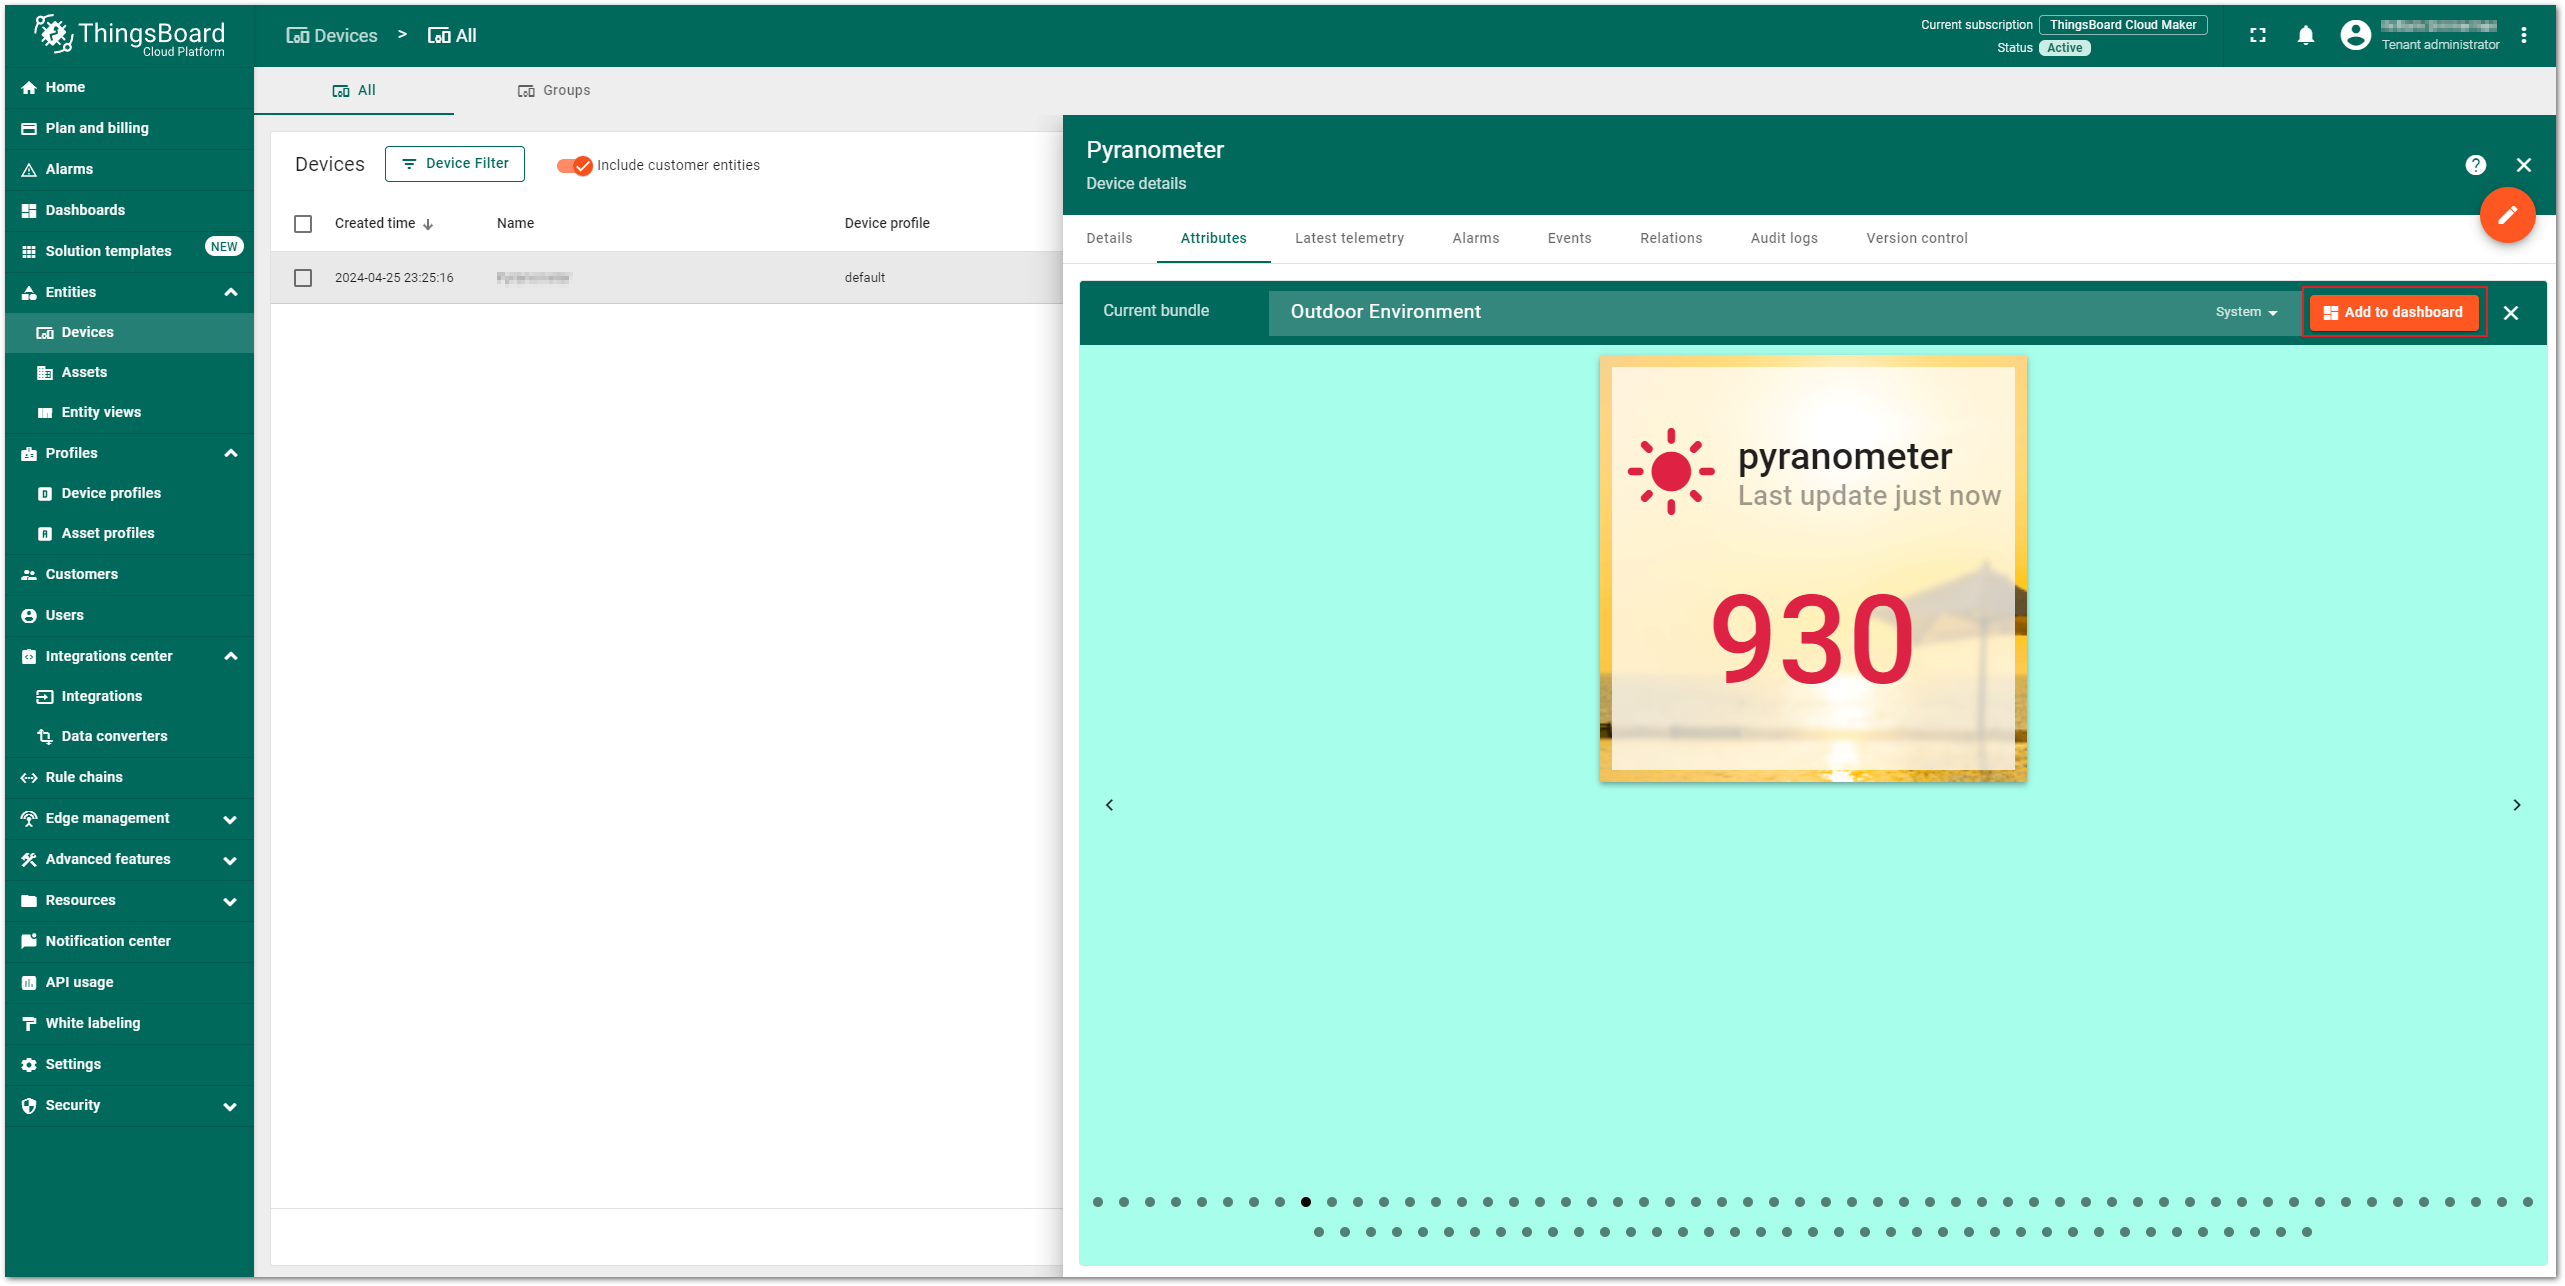 ThingsBoard
Cloud Platform
Devices > All
Current subscription ThingsBoard Cloud Maker
Status Active
Tenant administrator
Home
Plan and billing
Alarms
Dashboards
Solution templates NEW
Entities
Devices
Assets
Entity views
Profiles
Device profiles
Asset profiles
Customers
Users
Integrations center
Integrations
Data converters
Rule chains
Edge management
Advanced features
Resources
Notification center
API usage
White labeling
Settings
Security
All Groups
Devices Device Filter Include customer entities
Created time Name Device profile
2024-04-25 23:25:16 default
Pyranometer
Device details
Details Attributes Latest telemetry Alarms Events Relations Audit logs Version control
Current bundle Outdoor Environment System Add to dashboard
pyranometer
Last update just now
930